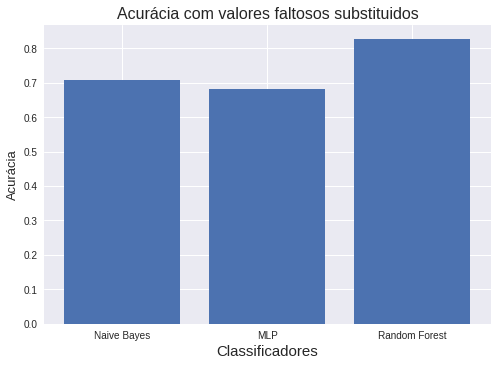 Acurácia com valores faltosos substituidos
Acurácia
0.8
0.7
0.6
0.5
0.4
0.3
0.2
0.1
0.0
Naive Bayes
MLP
Random Forest
Classificadores